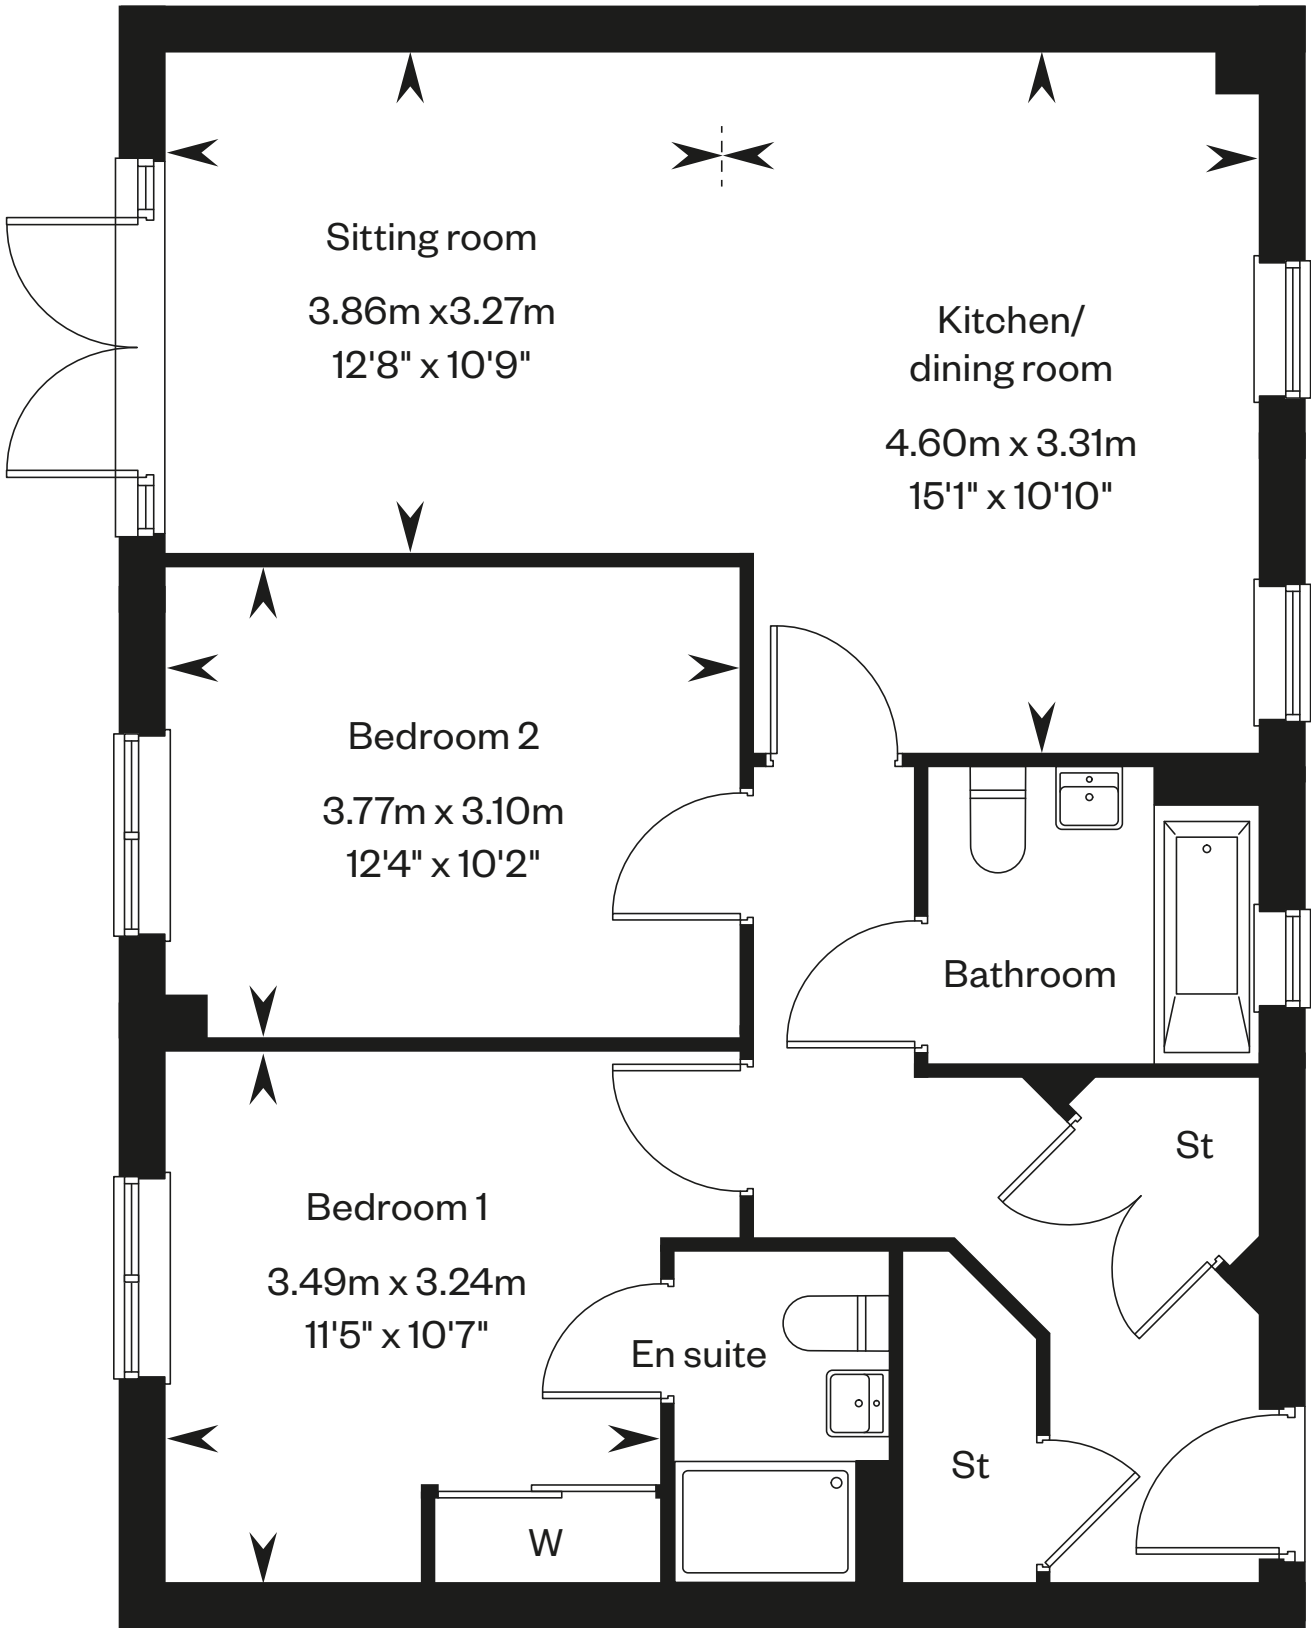 Sitting room
3.86m x3.27m
12'8" x 10'9"
Kitchen/
dining room
4.60m x 3.31m
15'1" x 10'10"
Bedroom 2
3.77m x 3.10m
12'4" x 10'2"
Bathroom
St
Bedroom 1
3.49m x 3.24m
11'5" x 10'7"
En suite
St
W